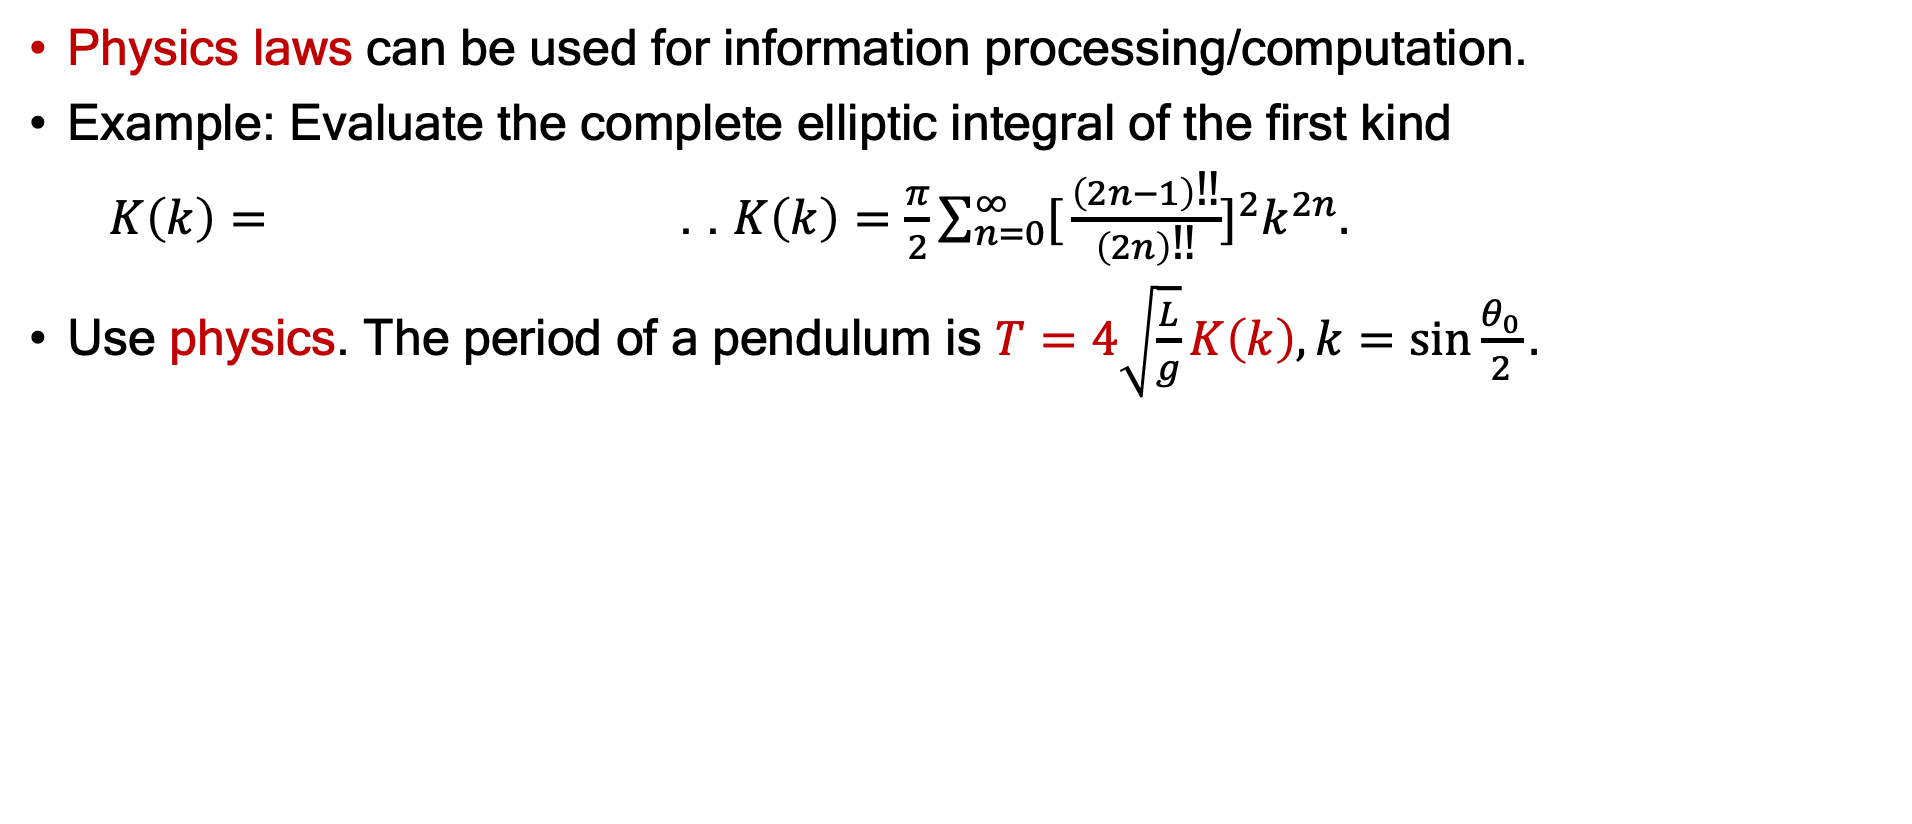 • Physics laws can be used for information processing/computation.
• Example: Evaluate the complete elliptic integral of the first kind
K(k) = . . K(k) = π/2 ∑_{n=0}^{∞} [(2n−1)!!/(2n)!!]² k²ⁿ.
• Use physics. The period of a pendulum is T = 4√(L/g) K(k), k = sin θ₀/2.